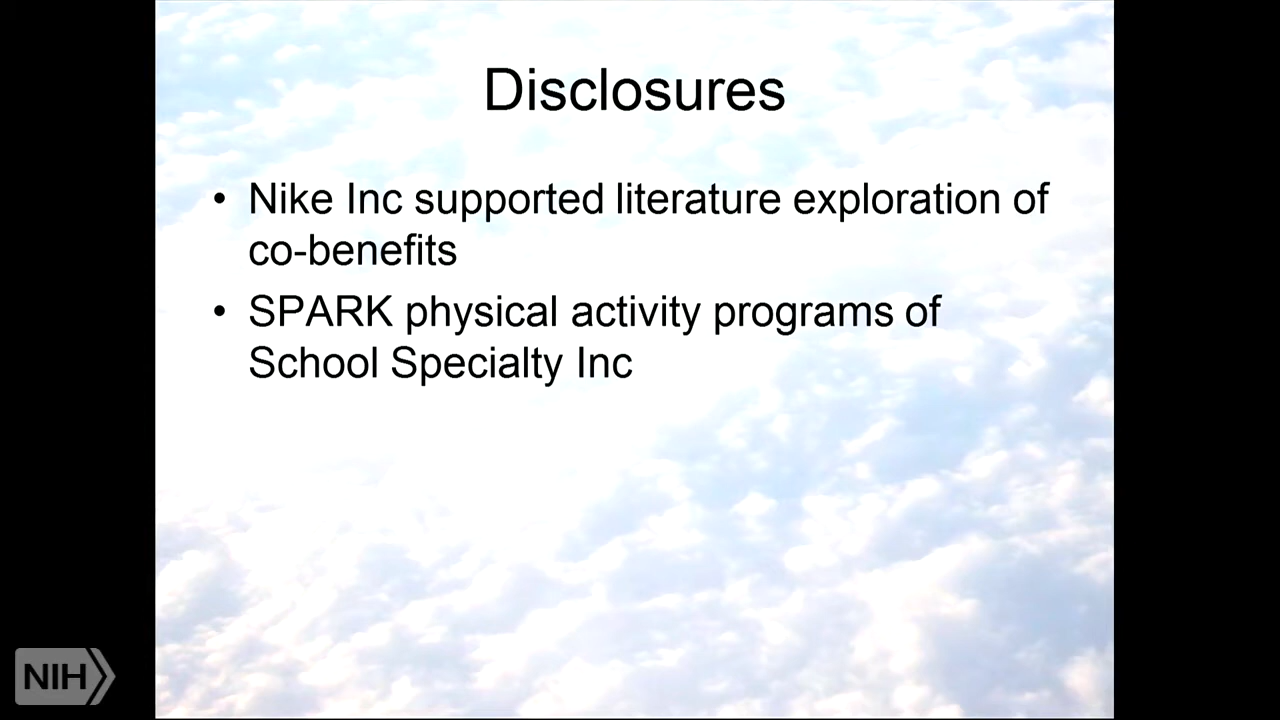 Disclosures
• Nike Inc supported literature exploration of
co-benefits
• SPARK physical activity programs of
School Specialty Inc
NIH